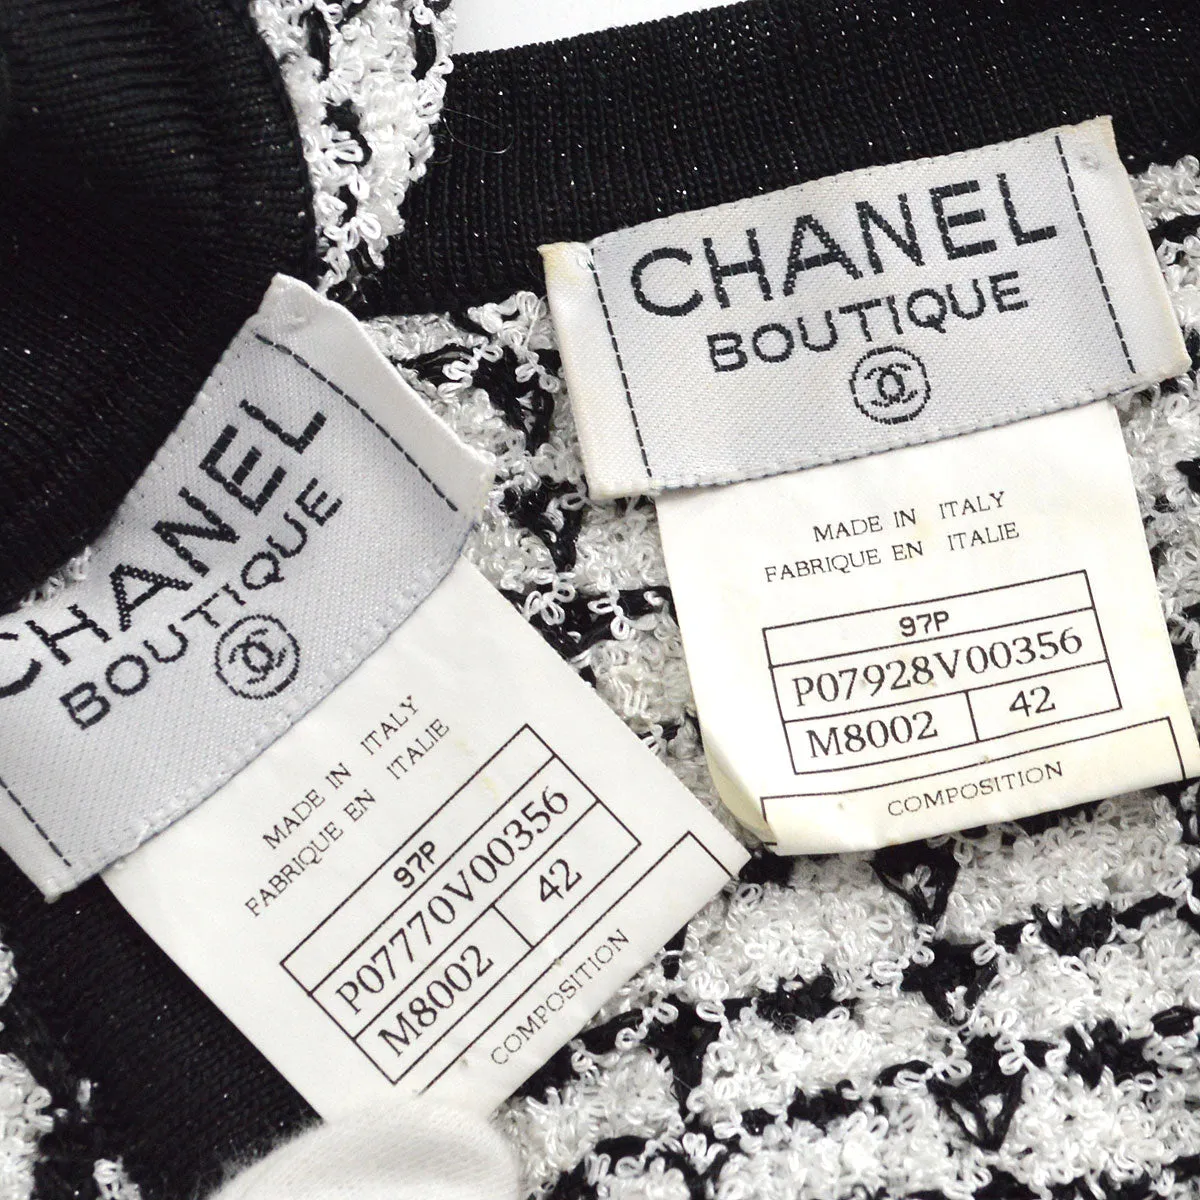 CHANEL
BOUTIQUE
MADE IN ITALY
FABRIQUE EN ITALIE
97P
P07770V00356
M8002 42
COMPOSITION
CHANEL
BOUTIQUE
MADE IN ITALY
FABRIQUE EN ITALIE
97P
P07928V00356
M8002 42
COMPOSITION